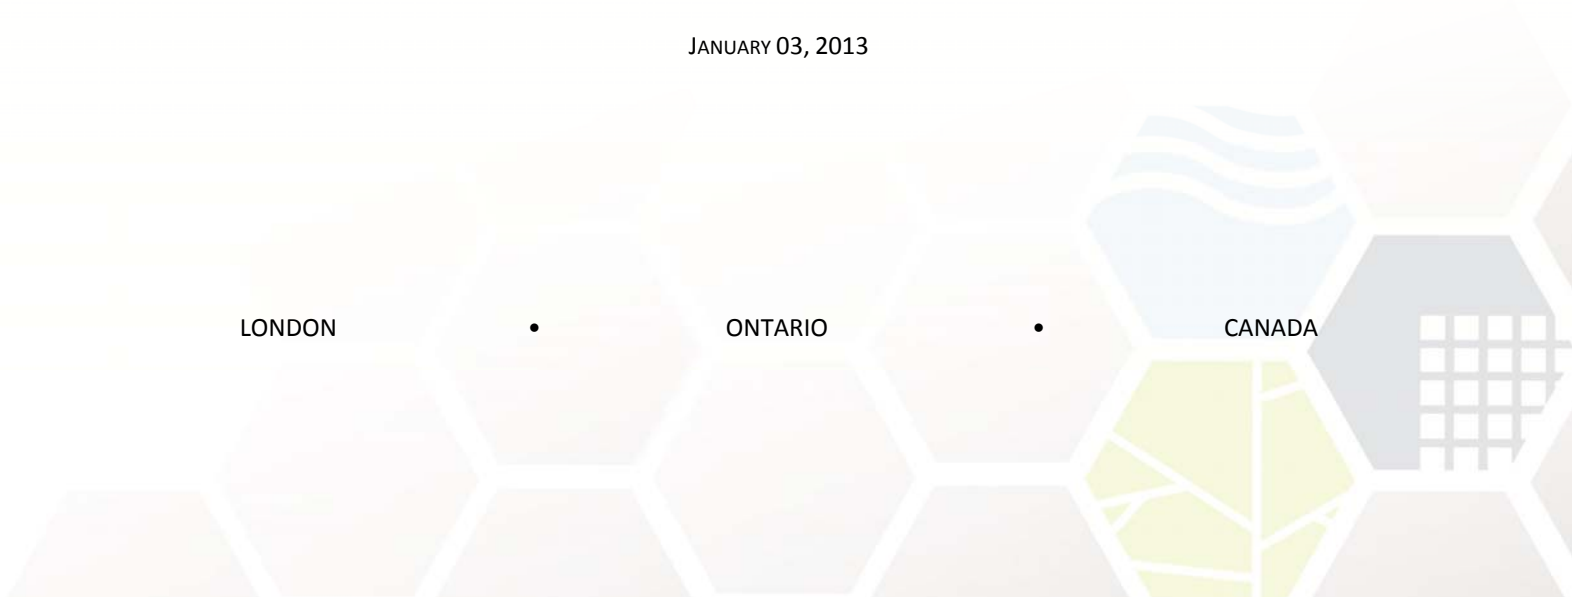 JANUARY 03, 2013
LONDON • ONTARIO • CANADA